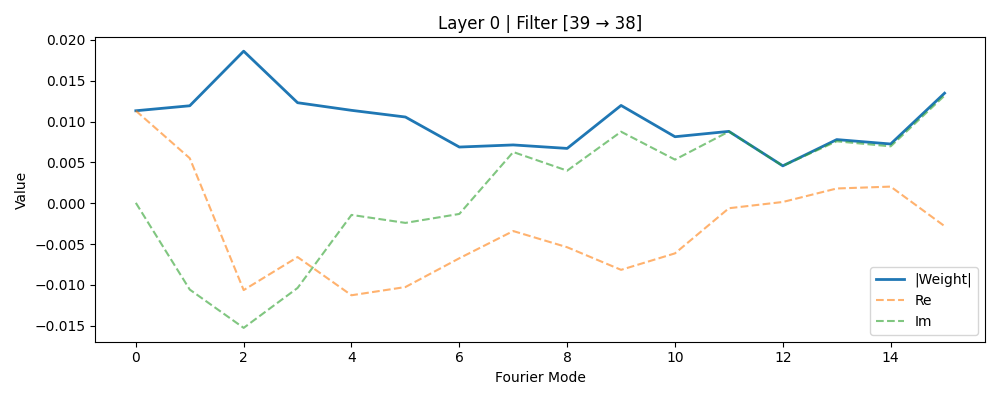 Layer 0 | Filter [39 → 38]
0.020
0.015
0.010
0.005
0.000
−0.005
−0.010
−0.015
Value
0 2 4 6 8 10 12 14
Fourier Mode
|Weight|
Re
Im